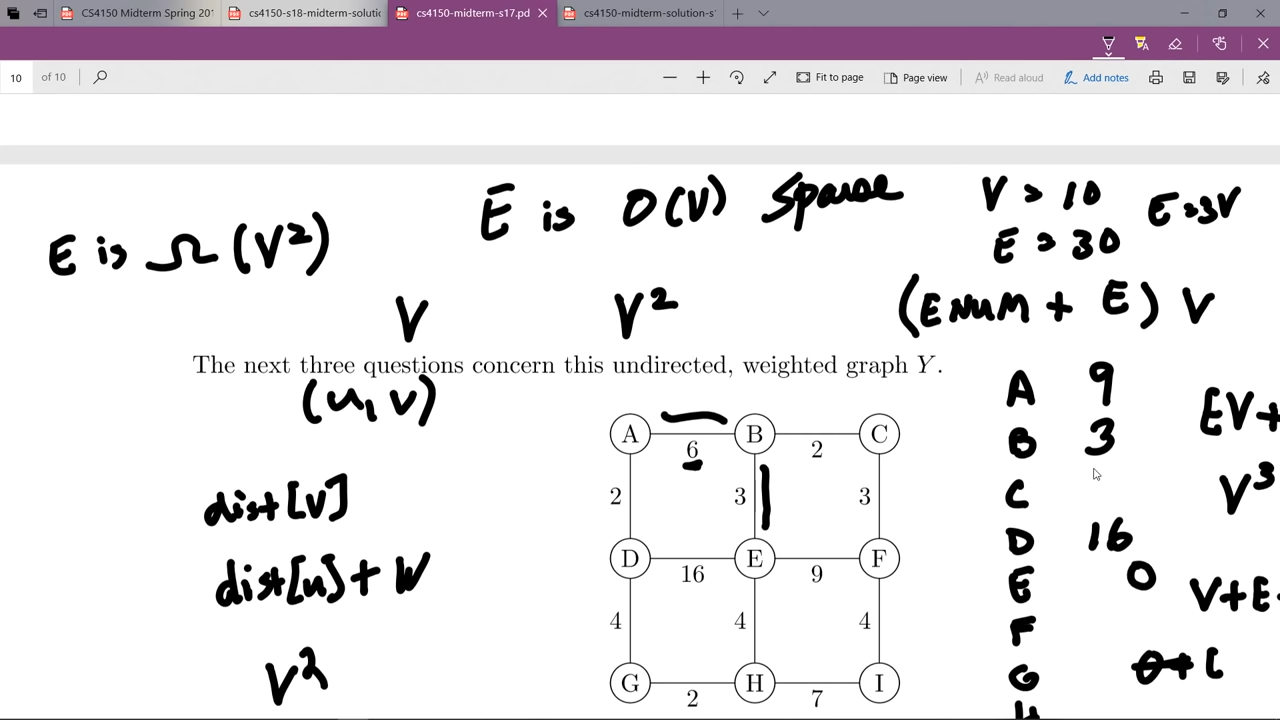 CS4150 Midterm Spring 201
cs4150-s18-midterm-solutic
cs4150-midterm-s17.pd
cs4150-midterm-solution-s1
10 of 10
Fit to page
Page view
Read aloud
Add notes
E is Ω(V²)
E is O(V) Sparse
V = 10
E = 30
E=3V
V
V²
(E NUM + E) V
The next three questions concern this undirected, weighted graph Y.
(u, v)
dist[v]
dist[u]+W
V²
A B C
6 2
2 3 3
D E F
16 9
4 4 4
G H I
2 7
A 9
B 3
C
D 16
E 0
F
G
H
EV+
V³
V+E